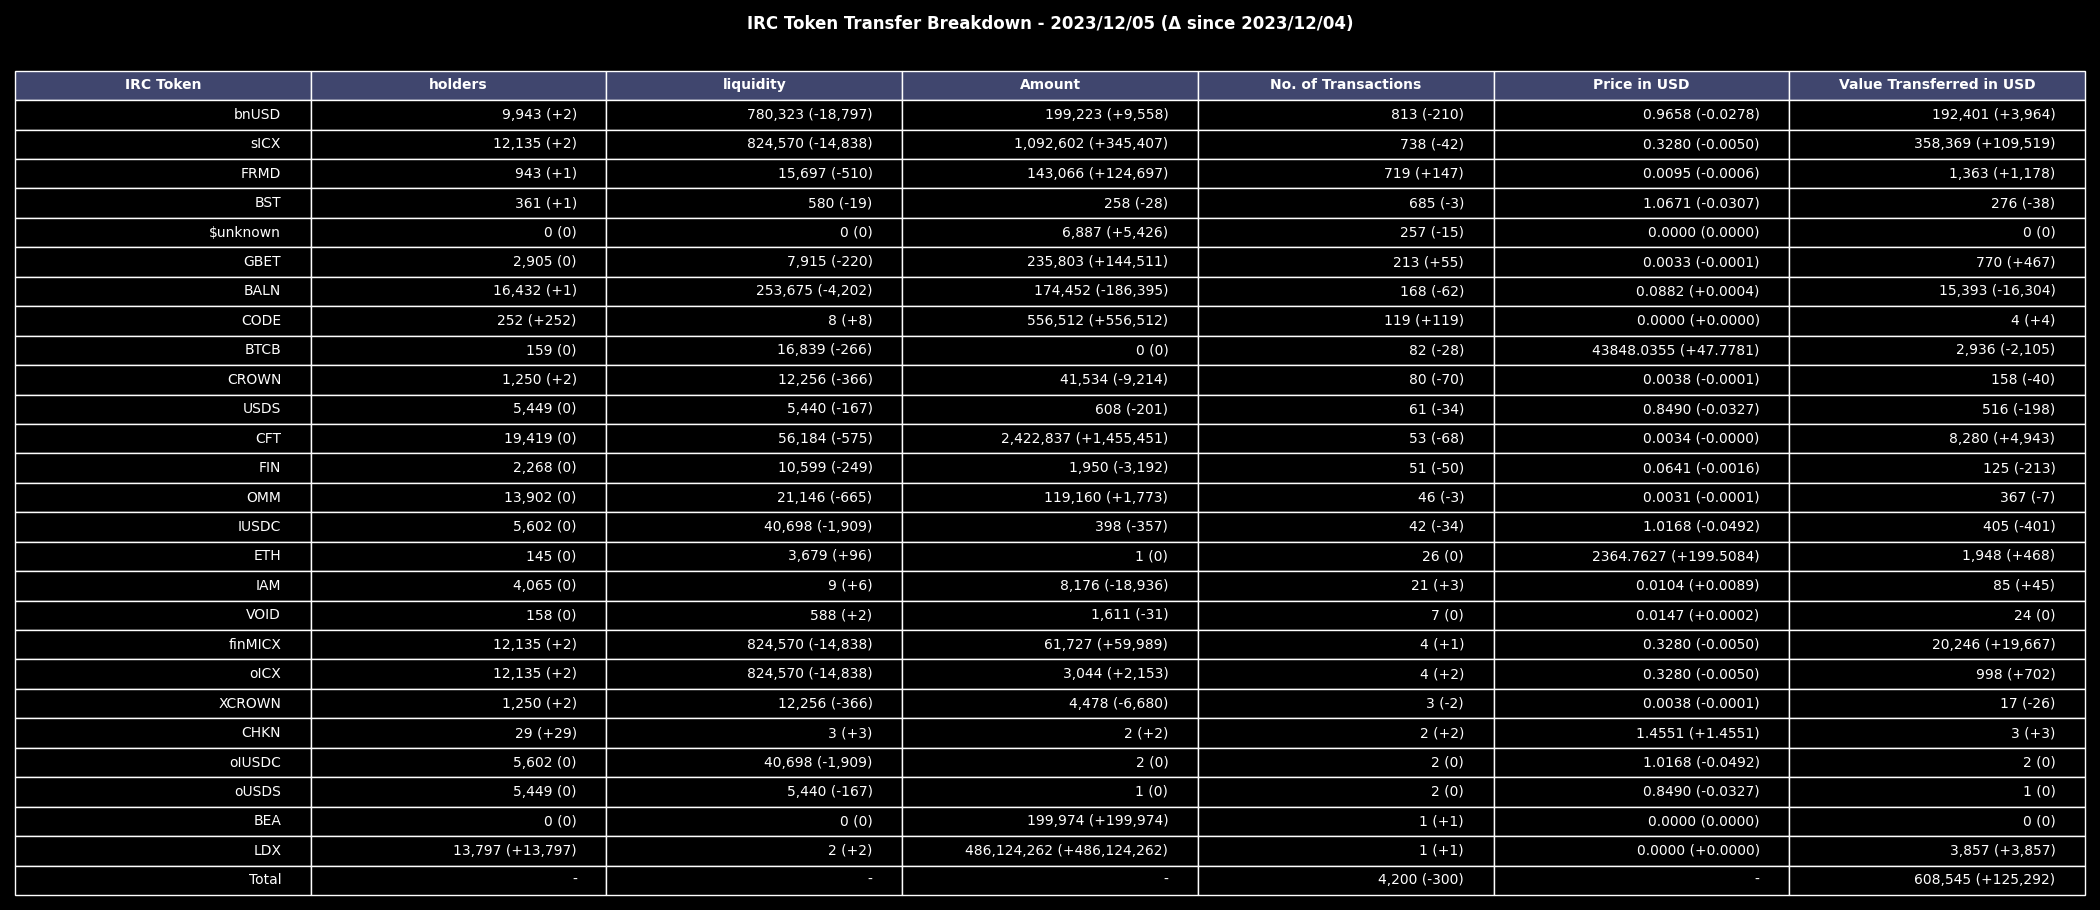 IRC Token Transfer Breakdown - 2023/12/05 (Δ since 2023/12/04)
IRC Token holders liquidity Amount No. of Transactions Price in USD Value Transferred in USD
bnUSD 9,943 (+2) 780,323 (-18,797) 199,223 (+9,558) 813 (-210) 0.9658 (-0.0278) 192,401 (+3,964)
sICX 12,135 (+2) 824,570 (-14,838) 1,092,602 (+345,407) 738 (-42) 0.3280 (-0.0050) 358,369 (+109,519)
FRMD 943 (+1) 15,697 (-510) 143,066 (+124,697) 719 (+147) 0.0095 (-0.0006) 1,363 (+1,178)
BST 361 (+1) 580 (-19) 258 (-28) 685 (-3) 1.0671 (-0.0307) 276 (-38)
$unknown 0 (0) 0 (0) 6,887 (+5,426) 257 (-15) 0.0000 (0.0000) 0 (0)
GBET 2,905 (0) 7,915 (-220) 235,803 (+144,511) 213 (+55) 0.0033 (-0.0001) 770 (+467)
BALN 16,432 (+1) 253,675 (-4,202) 174,452 (-186,395) 168 (-62) 0.0882 (+0.0004) 15,393 (-16,304)
CODE 252 (+252) 8 (+8) 556,512 (+556,512) 119 (+119) 0.0000 (+0.0000) 4 (+4)
BTCB 159 (0) 16,839 (-266) 0 (0) 82 (-28) 43848.0355 (+47.7781) 2,936 (-2,105)
CROWN 1,250 (+2) 12,256 (-366) 41,534 (-9,214) 80 (-70) 0.0038 (-0.0001) 158 (-40)
USDS 5,449 (0) 5,440 (-167) 608 (-201) 61 (-34) 0.8490 (-0.0327) 516 (-198)
CFT 19,419 (0) 56,184 (-575) 2,422,837 (+1,455,451) 53 (-68) 0.0034 (-0.0000) 8,280 (+4,943)
FIN 2,268 (0) 10,599 (-249) 1,950 (-3,192) 51 (-50) 0.0641 (-0.0016) 125 (-213)
OMM 13,902 (0) 21,146 (-665) 119,160 (+1,773) 46 (-3) 0.0031 (-0.0001) 367 (-7)
IUSDC 5,602 (0) 40,698 (-1,909) 398 (-357) 42 (-34) 1.0168 (-0.0492) 405 (-401)
ETH 145 (0) 3,679 (+96) 1 (0) 26 (0) 2364.7627 (+199.5084) 1,948 (+468)
IAM 4,065 (0) 9 (+6) 8,176 (-18,936) 21 (+3) 0.0104 (+0.0089) 85 (+45)
VOID 158 (0) 588 (+2) 1,611 (-31) 7 (0) 0.0147 (+0.0002) 24 (0)
finMICX 12,135 (+2) 824,570 (-14,838) 61,727 (+59,989) 4 (+1) 0.3280 (-0.0050) 20,246 (+19,667)
oICX 12,135 (+2) 824,570 (-14,838) 3,044 (+2,153) 4 (+2) 0.3280 (-0.0050) 998 (+702)
XCROWN 1,250 (+2) 12,256 (-366) 4,478 (-6,680) 3 (-2) 0.0038 (-0.0001) 17 (-26)
CHKN 29 (+29) 3 (+3) 2 (+2) 2 (+2) 1.4551 (+1.4551) 3 (+3)
oIUSDC 5,602 (0) 40,698 (-1,909) 2 (0) 2 (0) 1.0168 (-0.0492) 2 (0)
oUSDS 5,449 (0) 5,440 (-167) 1 (0) 2 (0) 0.8490 (-0.0327) 1 (0)
BEA 0 (0) 0 (0) 199,974 (+199,974) 1 (+1) 0.0000 (0.0000) 0 (0)
LDX 13,797 (+13,797) 2 (+2) 486,124,262 (+486,124,262) 1 (+1) 0.0000 (+0.0000) 3,857 (+3,857)
Total - - - 4,200 (-300) - 608,545 (+125,292)